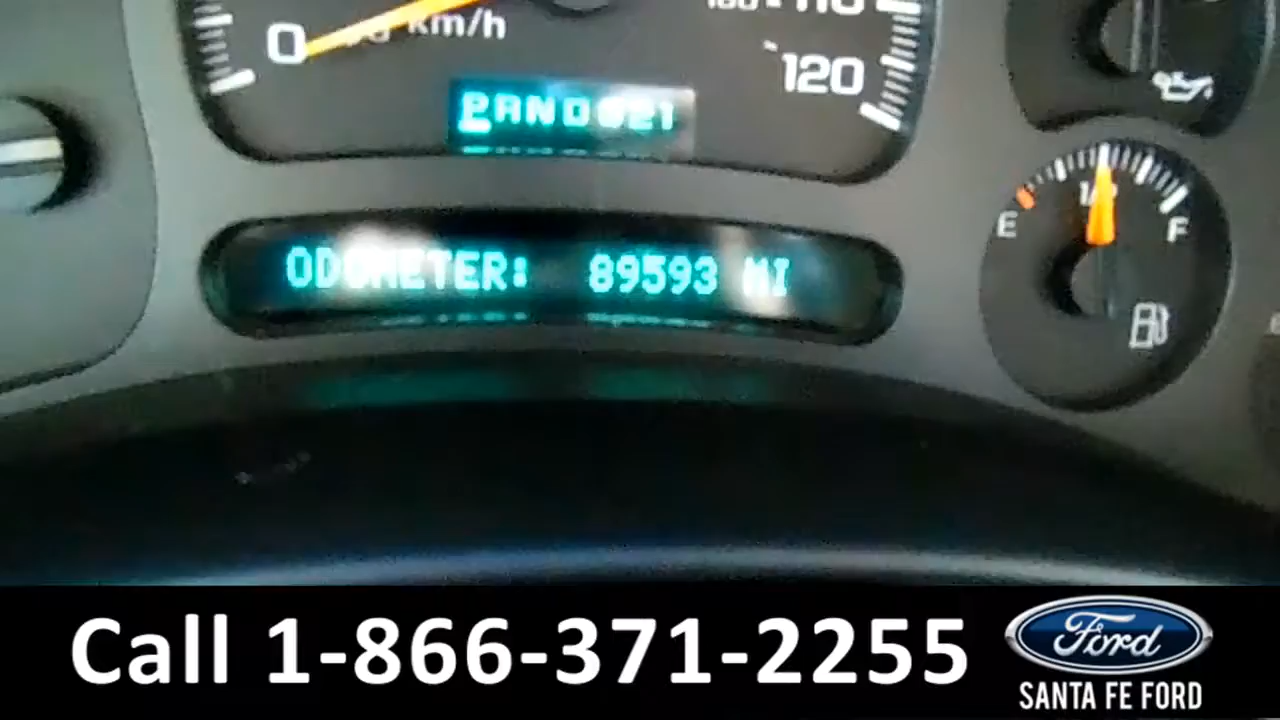 0
km/h
120
ODOMETER: 89593 MI
E
F
Call 1-866-371-2255
Ford
SANTA FE FORD